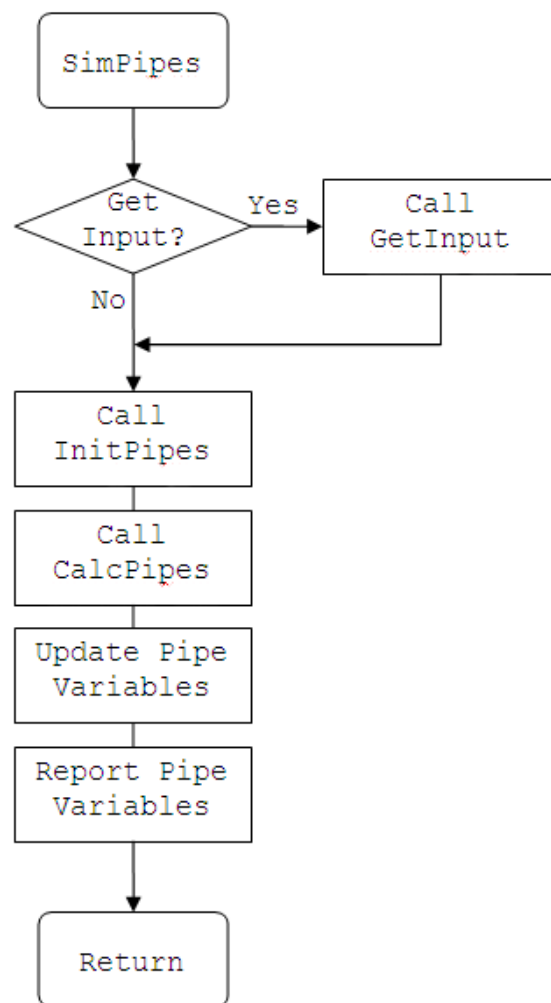 SimPipes
Get
Input?
Yes
Call
GetInput
No
Call
InitPipes
Call
CalcPipes
Update Pipe
Variables
Report Pipe
Variables
Return